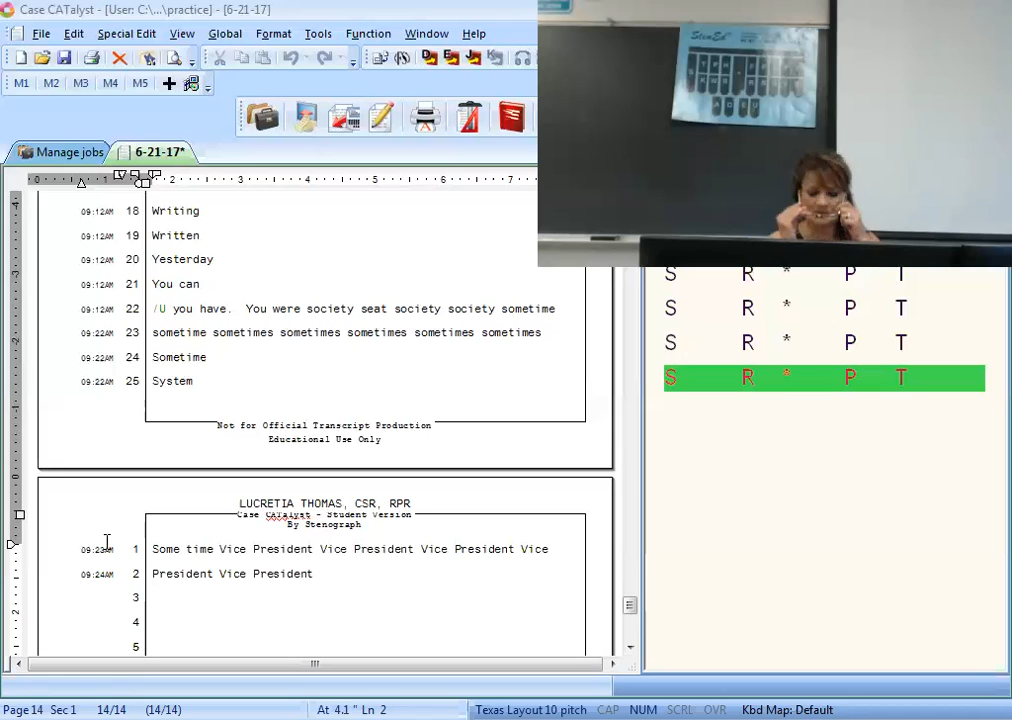 Case CATalyst - [User: C:\...\practice] - [6-21-17]
File Edit Special Edit View Global Format Tools Function Window Help
M1 M2 M3 M4 M5
Manage jobs 6-21-17*
09:12AM 18 Writing
09:12AM 19 Written
09:12AM 20 Yesterday
09:12AM 21 You can
09:12AM 22 /U you have. You were society seat society society sometime
09:22AM 23 sometime sometimes sometimes sometimes sometimes sometimes
09:22AM 24 Sometime
09:22AM 25 System
Not for Official Transcript Production
Educational Use Only
LUCRETIA THOMAS, CSR, RPR
Case CATalyst - Student Version
By Stenograph
09:23AM 1 Some time Vice President Vice President Vice President Vice
09:24AM 2 President Vice President
3
4
5
StenEd
S R * P T
S R * P T
S R * P T
S R * P T
Page 14 Sec 1 14/14 (14/14) At 4.1 " Ln 2 Texas Layout 10 pitch CAP NUM SCRL OVR Kbd Map: Default